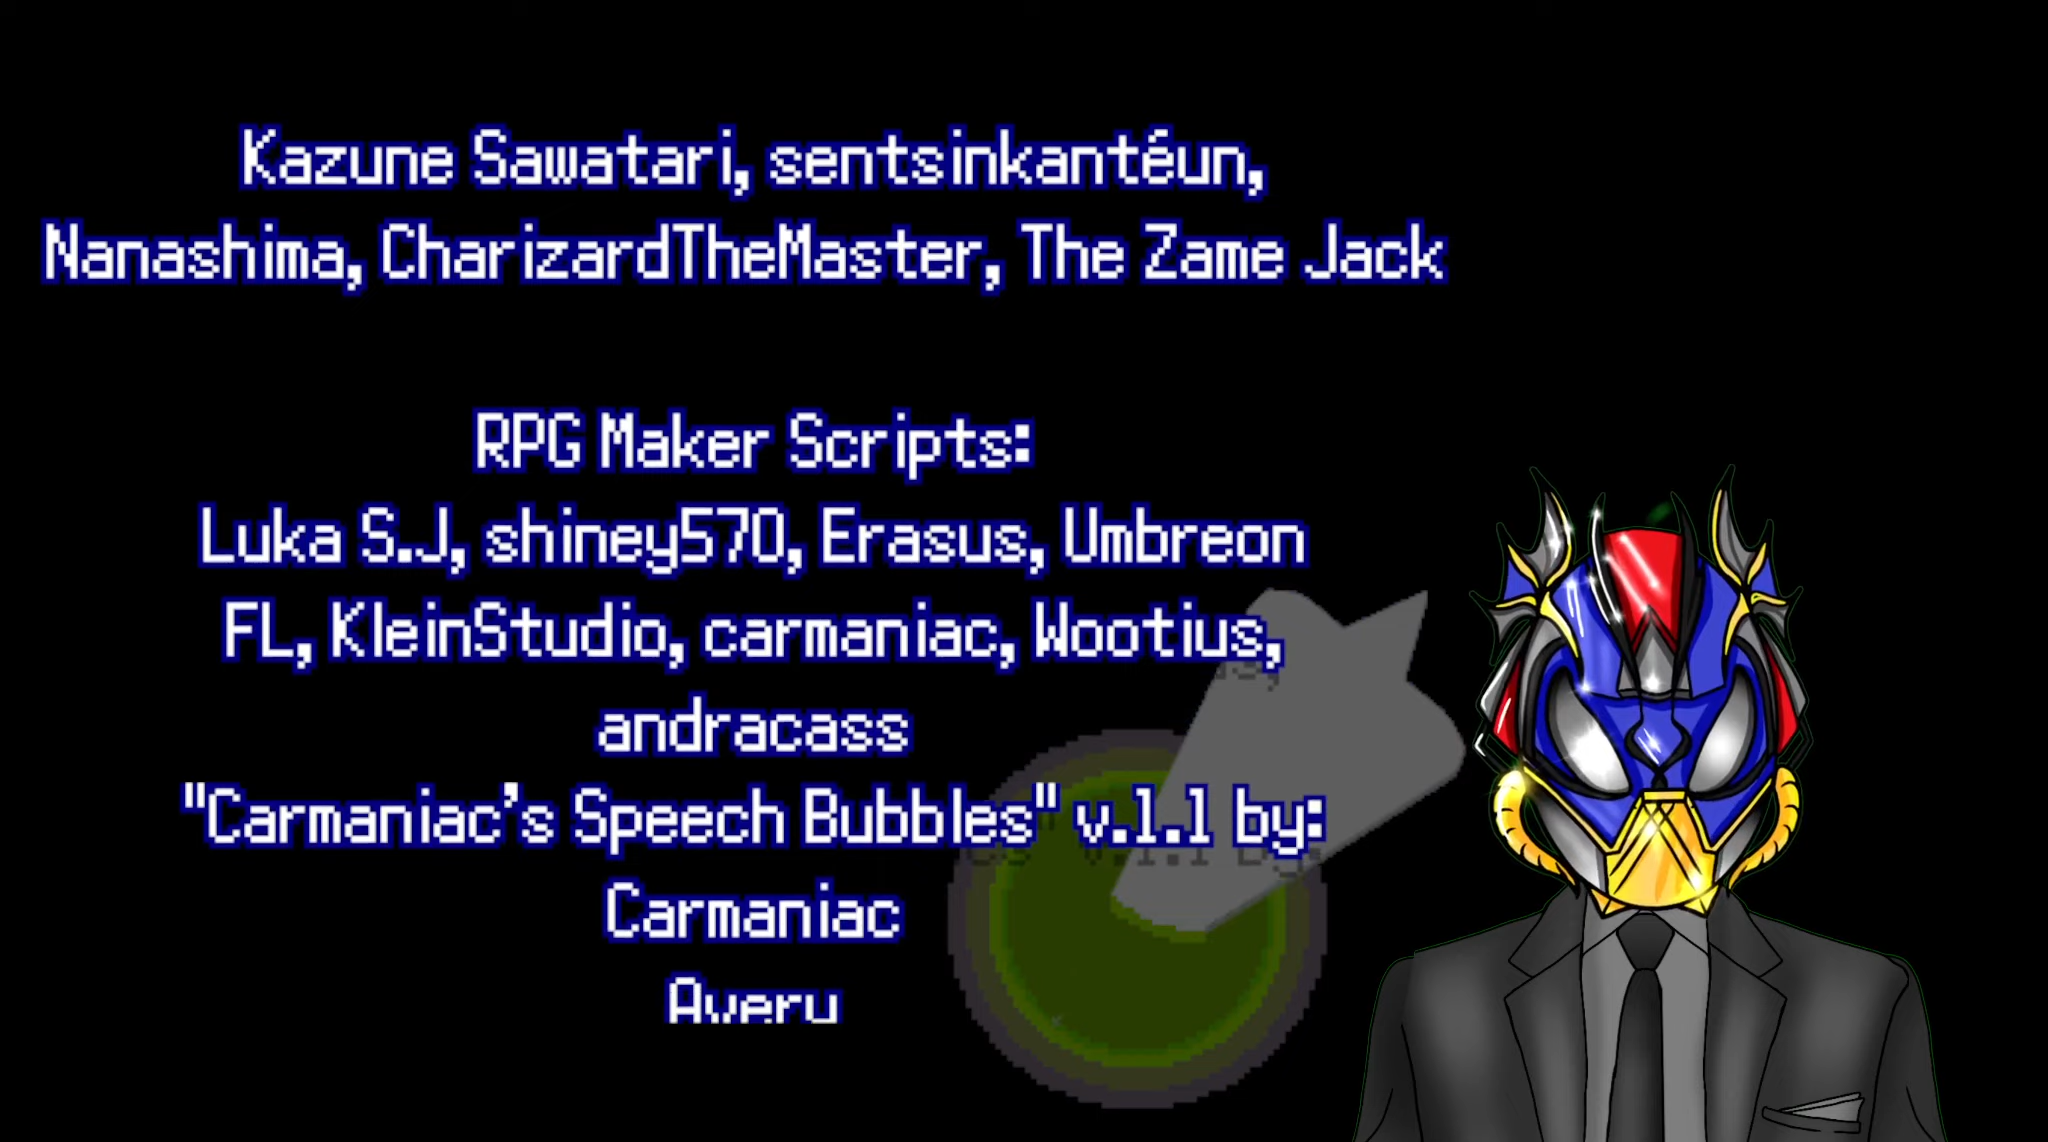 Kazune Sawatari, sentsinkantéun,
Nanashima, CharizardTheMaster, The Zame Jack
RPG Maker Scripts:
Luka S.J, shiney570, Erasus, Umbreon
FL, KleinStudio, carmaniac, Wootius,
andracass
"Carmaniac's Speech Bubbles" v.1.1 by:
Carmaniac
Avery